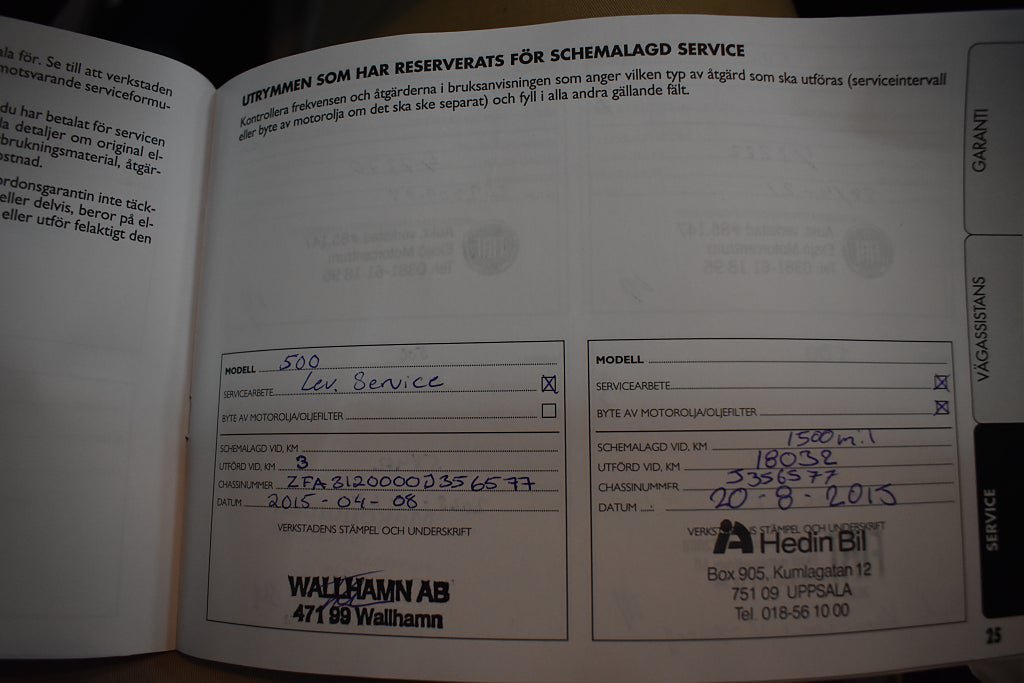 ala för. Se till att verkstaden
motsvarande serviceformu-
du har betalat för servicen
la detaljer om original el-
brukningsmaterial, åtgär-
ostnad.
ordonsgarantin inte täck-
eller delvis, beror på el-
eller utför felaktigt den
UTRYMMEN SOM HAR RESERVERATS FÖR SCHEMALAGD SERVICE
Kontrollera frekvensen och åtgärderna i bruksanvisningen som anger vilken typ av åtgärd som ska utföras (serviceintervall
eller byte av motorolja om det ska ske separat) och fyll i alla andra gällande fält.
MODELL 500
SERVICEARBETE Lev. Service
BYTE AV MOTOROLJA/OLJEFILTER
SCHEMALAGD VID, KM
UTFÖRD VID, KM 3
CHASSINUMMER ZFA3120000J356577
DATUM 2015-04-08
VERKSTADENS STÄMPEL OCH UNDERSKRIFT
WALLHAMN AB
471 99 Wallhamn
MODELL
SERVICEARBETE
BYTE AV MOTOROLJA/OLJEFILTER
SCHEMALAGD VID, KM 1500 mil
UTFÖRD VID, KM 18032
CHASSINUMMER J356577
DATUM 20-8-2015
VERKSTADENS STÄMPEL OCH UNDERSKRIFT
Hedin Bil
Box 905, Kumlagatan 12
751 09 UPPSALA
Tel. 018-56 10 00
GARANTI
VÄGASSISTANS
SERVICE
25